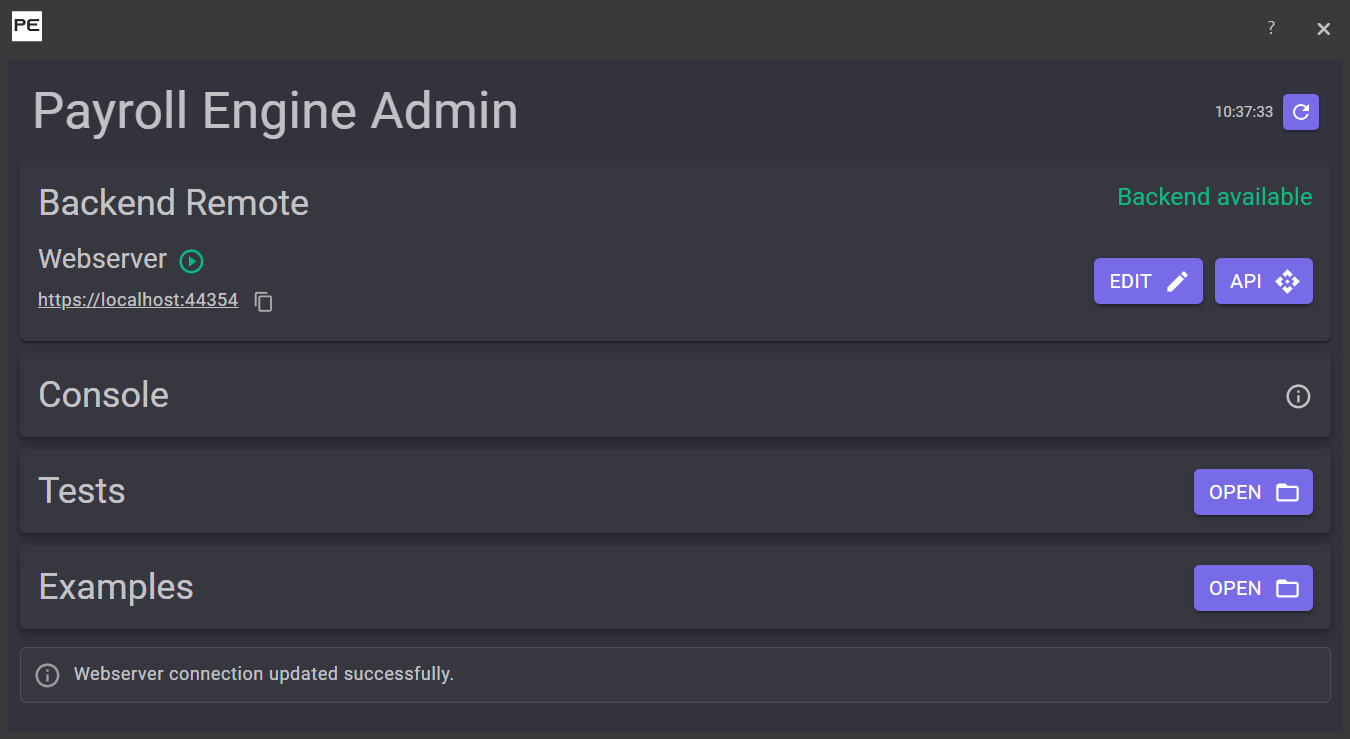 PE
?
Payroll Engine Admin
10:37:33
Backend Remote
Backend available
Webserver
https://localhost:44354
EDIT
API
Console
Tests
OPEN
Examples
OPEN
Webserver connection updated successfully.